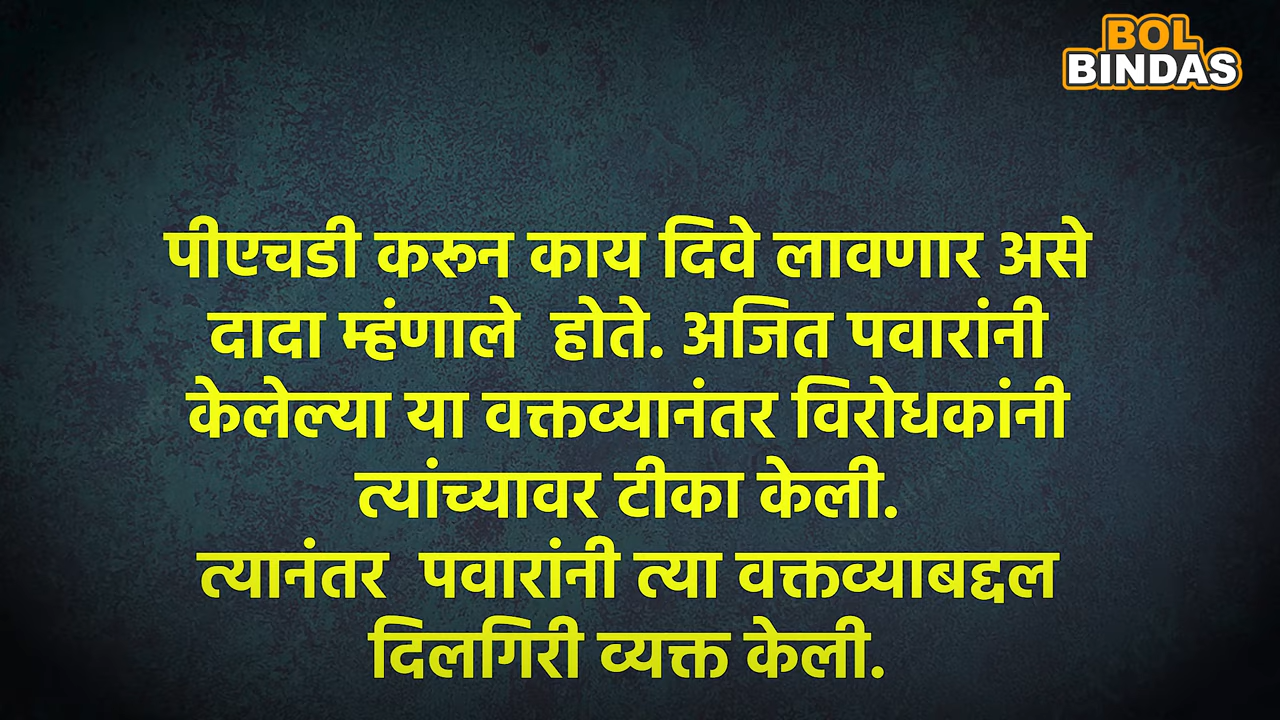 BOL
BINDAS
पीएचडी करून काय दिवे लावणार असे
दादा म्हंणाले होते. अजित पवारांनी
केलेल्या या वक्तव्यानंतर विरोधकांनी
त्यांच्यावर टीका केली.
त्यानंतर पवारांनी त्या वक्तव्याबद्दल
दिलगिरी व्यक्त केली.